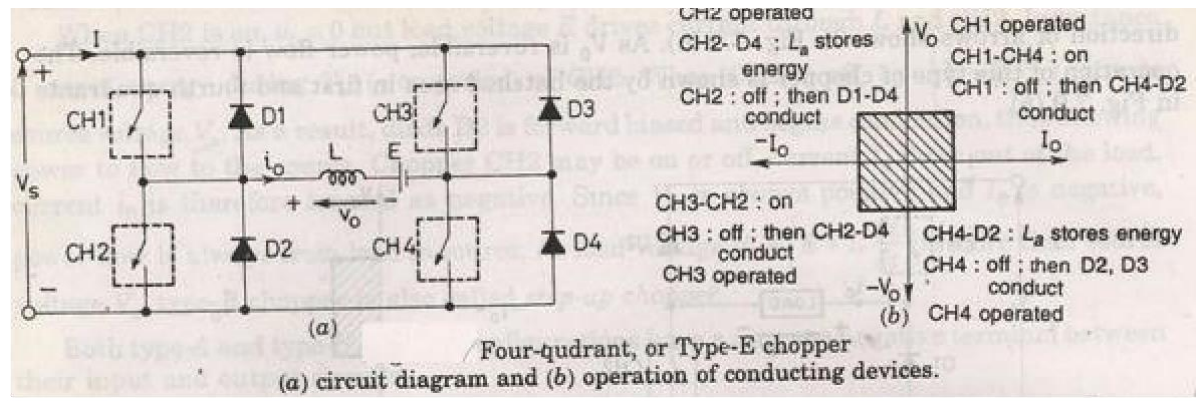 CH2 operated
CH2- D4 : La stores
energy
CH2 : off ; then D1-D4
conduct
Vo
CH1 operated
CH1-CH4 : on
CH1 : off ; then CH4-D2
-Io
Io
CH3-CH2 : on
CH3 : off ; then CH2-D4
conduct
CH3 operated
CH4-D2 : La stores energy
CH4 : off ; then D2, D3
conduct
-Vo
(b) CH4 operated
I
+
CH1
D1
CH3
D3
Vs
io
L
E
+
vo
CH2
D2
CH4
D4
-
(a)
Four-qudrant, or Type-E chopper
(a) circuit diagram and (b) operation of conducting devices.